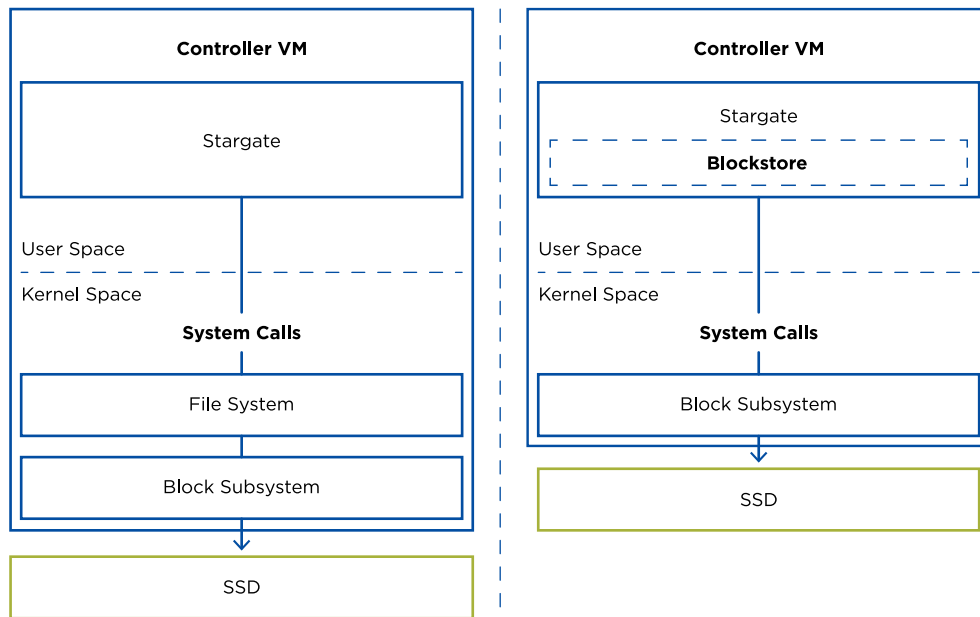 Controller VM
Stargate
User Space
Kernel Space
System Calls
File System
Block Subsystem
SSD
Controller VM
Stargate
Blockstore
User Space
Kernel Space
System Calls
Block Subsystem
SSD